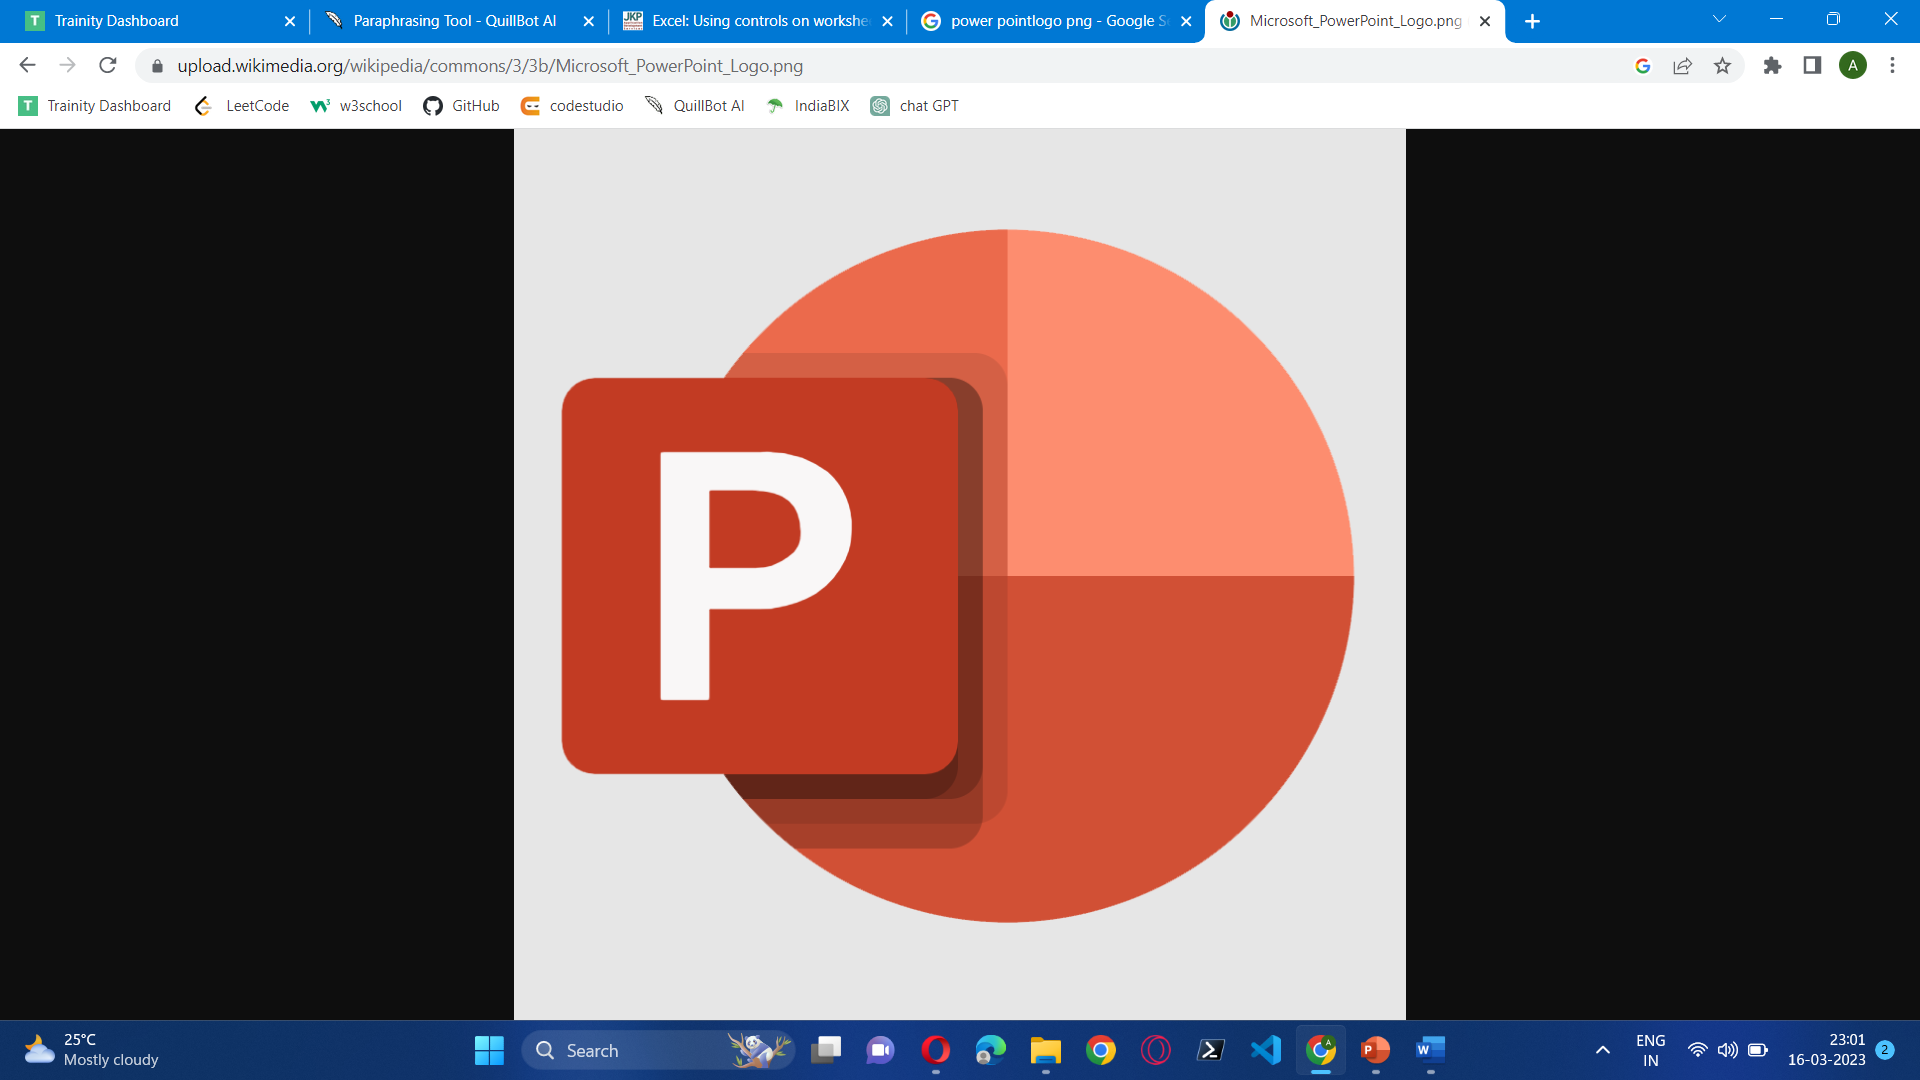 Trainity Dashboard
Paraphrasing Tool - QuillBot AI
JKP
Excel: Using controls on workshe
power pointlogo png - Google Se
Microsoft_PowerPoint_Logo.png
upload.wikimedia.org/wikipedia/commons/3/3b/Microsoft_PowerPoint_Logo.png
A
T Trainity Dashboard
LeetCode
w3school
GitHub
codestudio
QuillBot AI
IndiaBIX
chat GPT
P
25°C
Mostly cloudy
Search
ENG
IN
23:01
16-03-2023
2